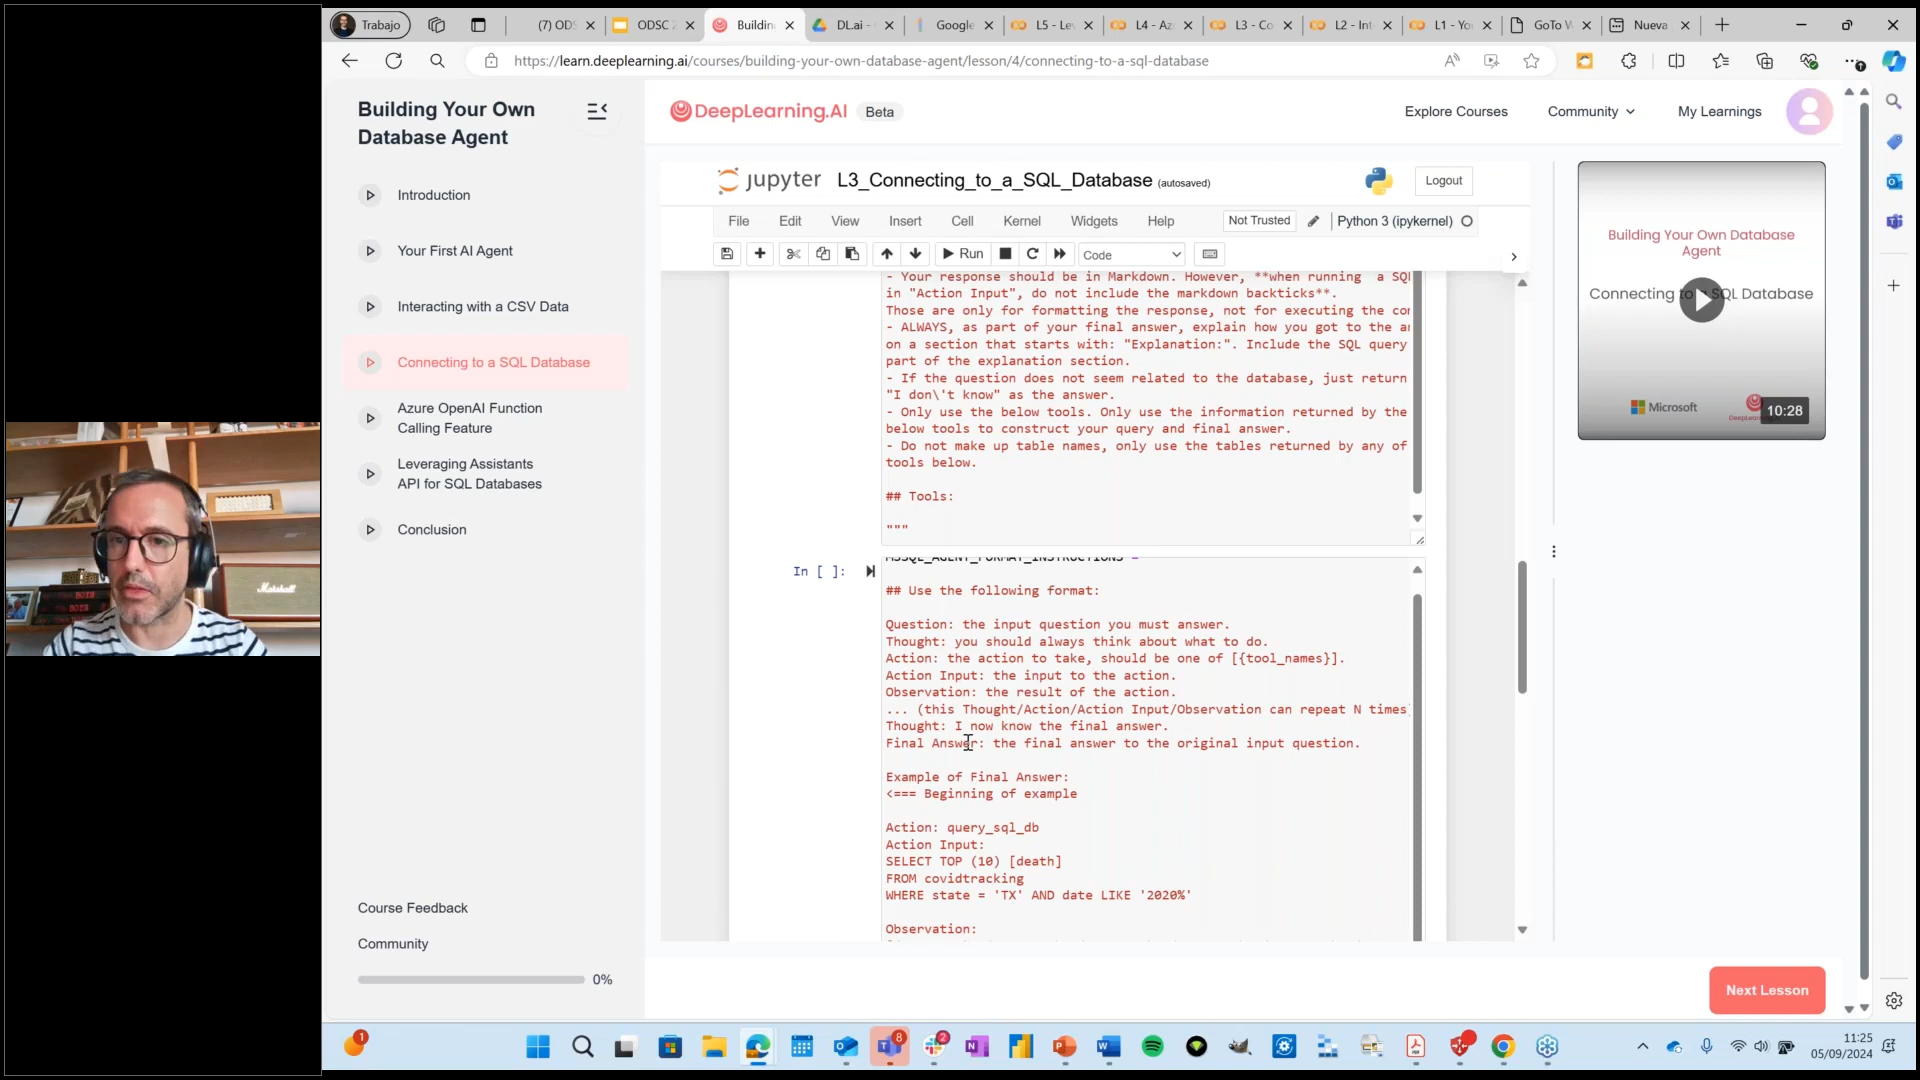 Trabajo
(7) ODS
ODSC 2
Buildin
DL.ai -
Google
L5 - Lev
L4 - Az
L3 - Co
L2 - Int
L1 - Yo
GoTo W
Nueva
https://learn.deeplearning.ai/courses/building-your-own-database-agent/lesson/4/connecting-to-a-sql-database
Building Your Own
Database Agent
Introduction
Your First AI Agent
Interacting with a CSV Data
Connecting to a SQL Database
Azure OpenAI Function
Calling Feature
Leveraging Assistants
API for SQL Databases
Conclusion
Course Feedback
Community
0%
DeepLearning.AI
Beta
Explore Courses
Community
My Learnings
jupyter
L3_Connecting_to_a_SQL_Database (autosaved)
Logout
File
Edit
View
Insert
Cell
Kernel
Widgets
Help
Not Trusted
Python 3 (ipykernel)
Run
Code
- Your response should be in Markdown. However, **when running  a SQ
in "Action Input", do not include the markdown backticks**.
Those are only for formatting the response, not for executing the co
- ALWAYS, as part of your final answer, explain how you got to the a
on a section that starts with: "Explanation:". Include the SQL query
part of the explanation section.
- If the question does not seem related to the database, just return
"I don\'t know" as the answer.
- Only use the below tools. Only use the information returned by the
below tools to construct your query and final answer.
- Do not make up table names, only use the tables returned by any of
tools below.
## Tools:
"""
In [ ]:
MSSQL_AGENT_FORMAT_INSTRUCTIONS =
## Use the following format:
Question: the input question you must answer.
Thought: you should always think about what to do.
Action: the action to take, should be one of [{tool_names}].
Action Input: the input to the action.
Observation: the result of the action.
... (this Thought/Action/Action Input/Observation can repeat N times
Thought: I now know the final answer.
Final Answer: the final answer to the original input question.
Example of Final Answer:
<=== Beginning of example
Action: query_sql_db
Action Input:
SELECT TOP (10) [death]
FROM covidtracking
WHERE state = 'TX' AND date LIKE '2020%'
Observation:
Building Your Own Database
Agent
Connecting to a SQL Database
Microsoft
10:28
Next Lesson
Marshall
1
8
2
11:25
05/09/2024